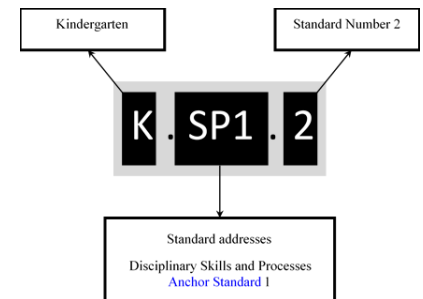 Kindergarten
Standard Number 2
K . SP1 . 2
Standard addresses
Disciplinary Skills and Processes
Anchor Standard 1